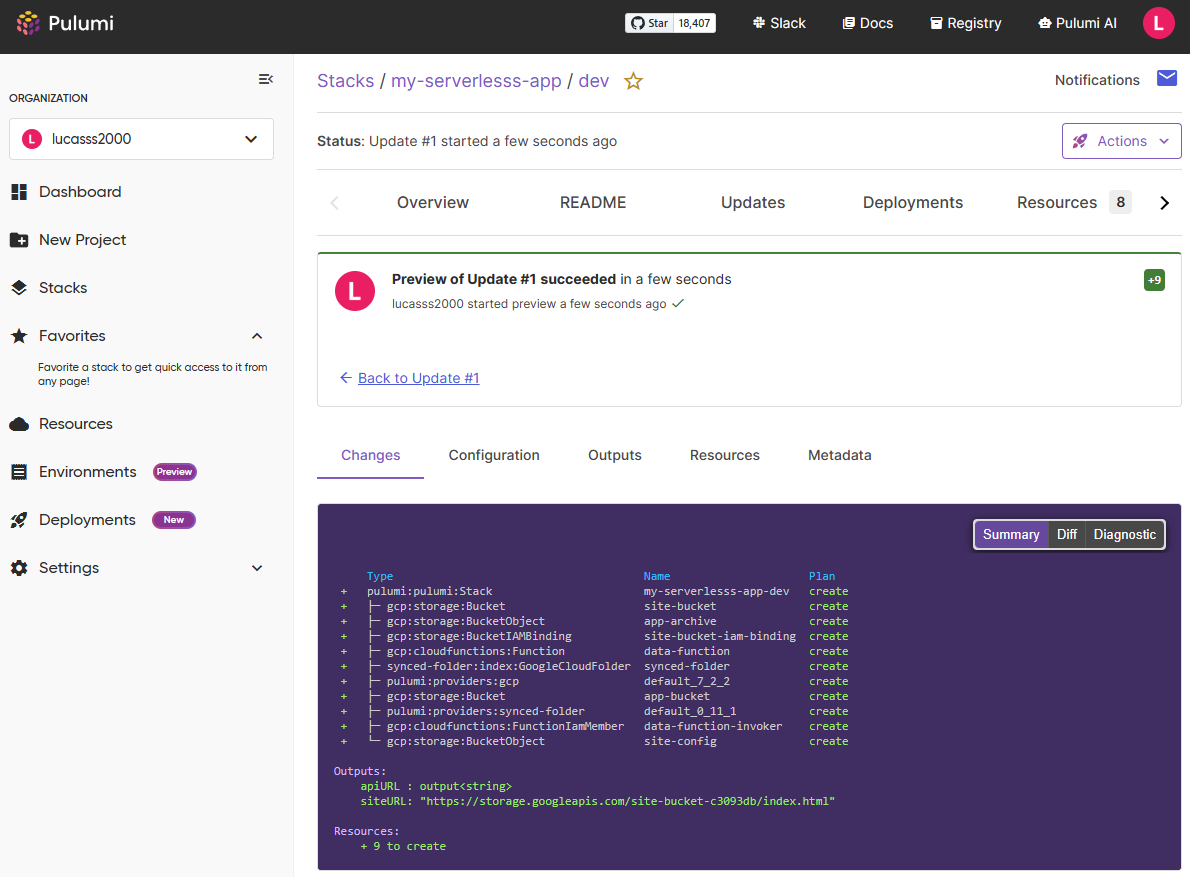 Pulumi
Star 18,407
Slack
Docs
Registry
Pulumi AI
L
ORGANIZATION
L lucasss2000
Dashboard
New Project
Stacks
Favorites
Favorite a stack to get quick access to it from
any page!
Resources
Environments Preview
Deployments New
Settings
Stacks / my-serverlesss-app / dev
Notifications
Status: Update #1 started a few seconds ago
Actions
Overview README Updates Deployments Resources 8
L
Preview of Update #1 succeeded in a few seconds
+9
lucasss2000 started preview a few seconds ago
Back to Update #1
Changes Configuration Outputs Resources Metadata
Summary Diff Diagnostic
Type Name Plan
+ pulumi:pulumi:Stack my-serverlesss-app-dev create
+ ├─ gcp:storage:Bucket site-bucket create
+ ├─ gcp:storage:BucketObject app-archive create
+ ├─ gcp:storage:BucketIAMBinding site-bucket-iam-binding create
+ ├─ gcp:cloudfunctions:Function data-function create
+ ├─ synced-folder:index:GoogleCloudFolder synced-folder create
+ ├─ pulumi:providers:gcp default_7_2_2 create
+ ├─ gcp:storage:Bucket app-bucket create
+ ├─ pulumi:providers:synced-folder default_0_11_1 create
+ ├─ gcp:cloudfunctions:FunctionIamMember data-function-invoker create
+ └─ gcp:storage:BucketObject site-config create
Outputs:
apiURL : output<string>
siteURL: "https://storage.googleapis.com/site-bucket-c3093db/index.html"
Resources:
+ 9 to create